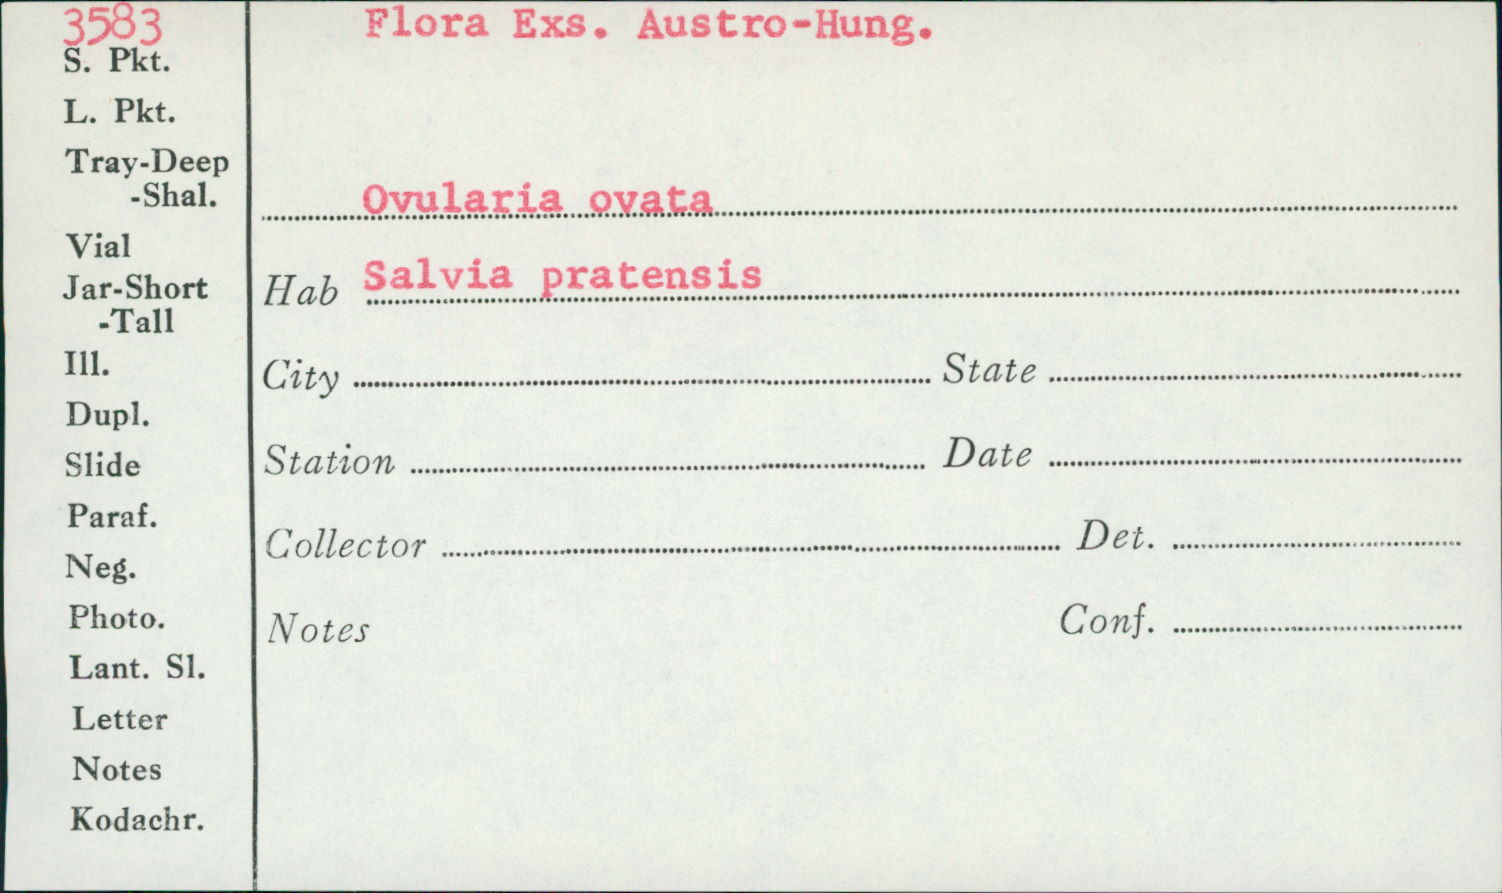 3583
S. Pkt.
L. Pkt.
Tray-Deep
-Shal.
Vial
Jar-Short
-Tall
Ill.
Dupl.
Slide
Paraf.
Neg.
Photo.
Lant. Sl.
Letter
Notes
Kodachr.
Flora Exs. Austro-Hung.
Ovularia ovata
Hab Salvia pratensis
City State
Station Date
Collector Det.
Notes Conf.